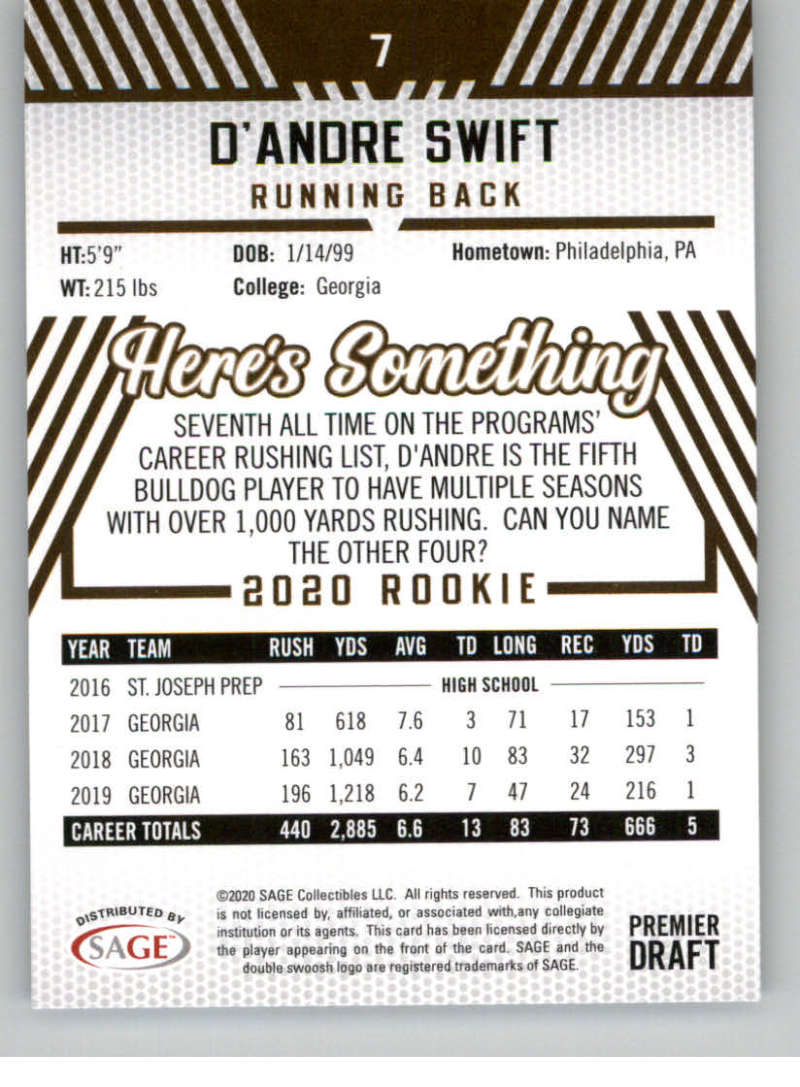 7
D'ANDRE SWIFT
RUNNING BACK
HT:5'9" DOB: 1/14/99 Hometown: Philadelphia, PA
WT: 215 lbs College: Georgia
Here's Something
SEVENTH ALL TIME ON THE PROGRAMS'
CAREER RUSHING LIST, D'ANDRE IS THE FIFTH
BULLDOG PLAYER TO HAVE MULTIPLE SEASONS
WITH OVER 1,000 YARDS RUSHING. CAN YOU NAME
THE OTHER FOUR?
2020 ROOKIE
YEAR TEAM RUSH YDS AVG TD LONG REC YDS TD
2016 ST. JOSEPH PREP HIGH SCHOOL
2017 GEORGIA 81 618 7.6 3 71 17 153 1
2018 GEORGIA 163 1,049 6.4 10 83 32 297 3
2019 GEORGIA 196 1,218 6.2 7 47 24 216 1
CAREER TOTALS 440 2,885 6.6 13 83 73 666 5
DISTRIBUTED BY
SAGE™
©2020 SAGE Collectibles LLC. All rights reserved. This product
is not licensed by, affiliated, or associated with,any collegiate
institution or its agents. This card has been licensed directly by
the player appearing on the front of the card. SAGE and the
double swoosh logo are registered trademarks of SAGE.
PREMIER
DRAFT